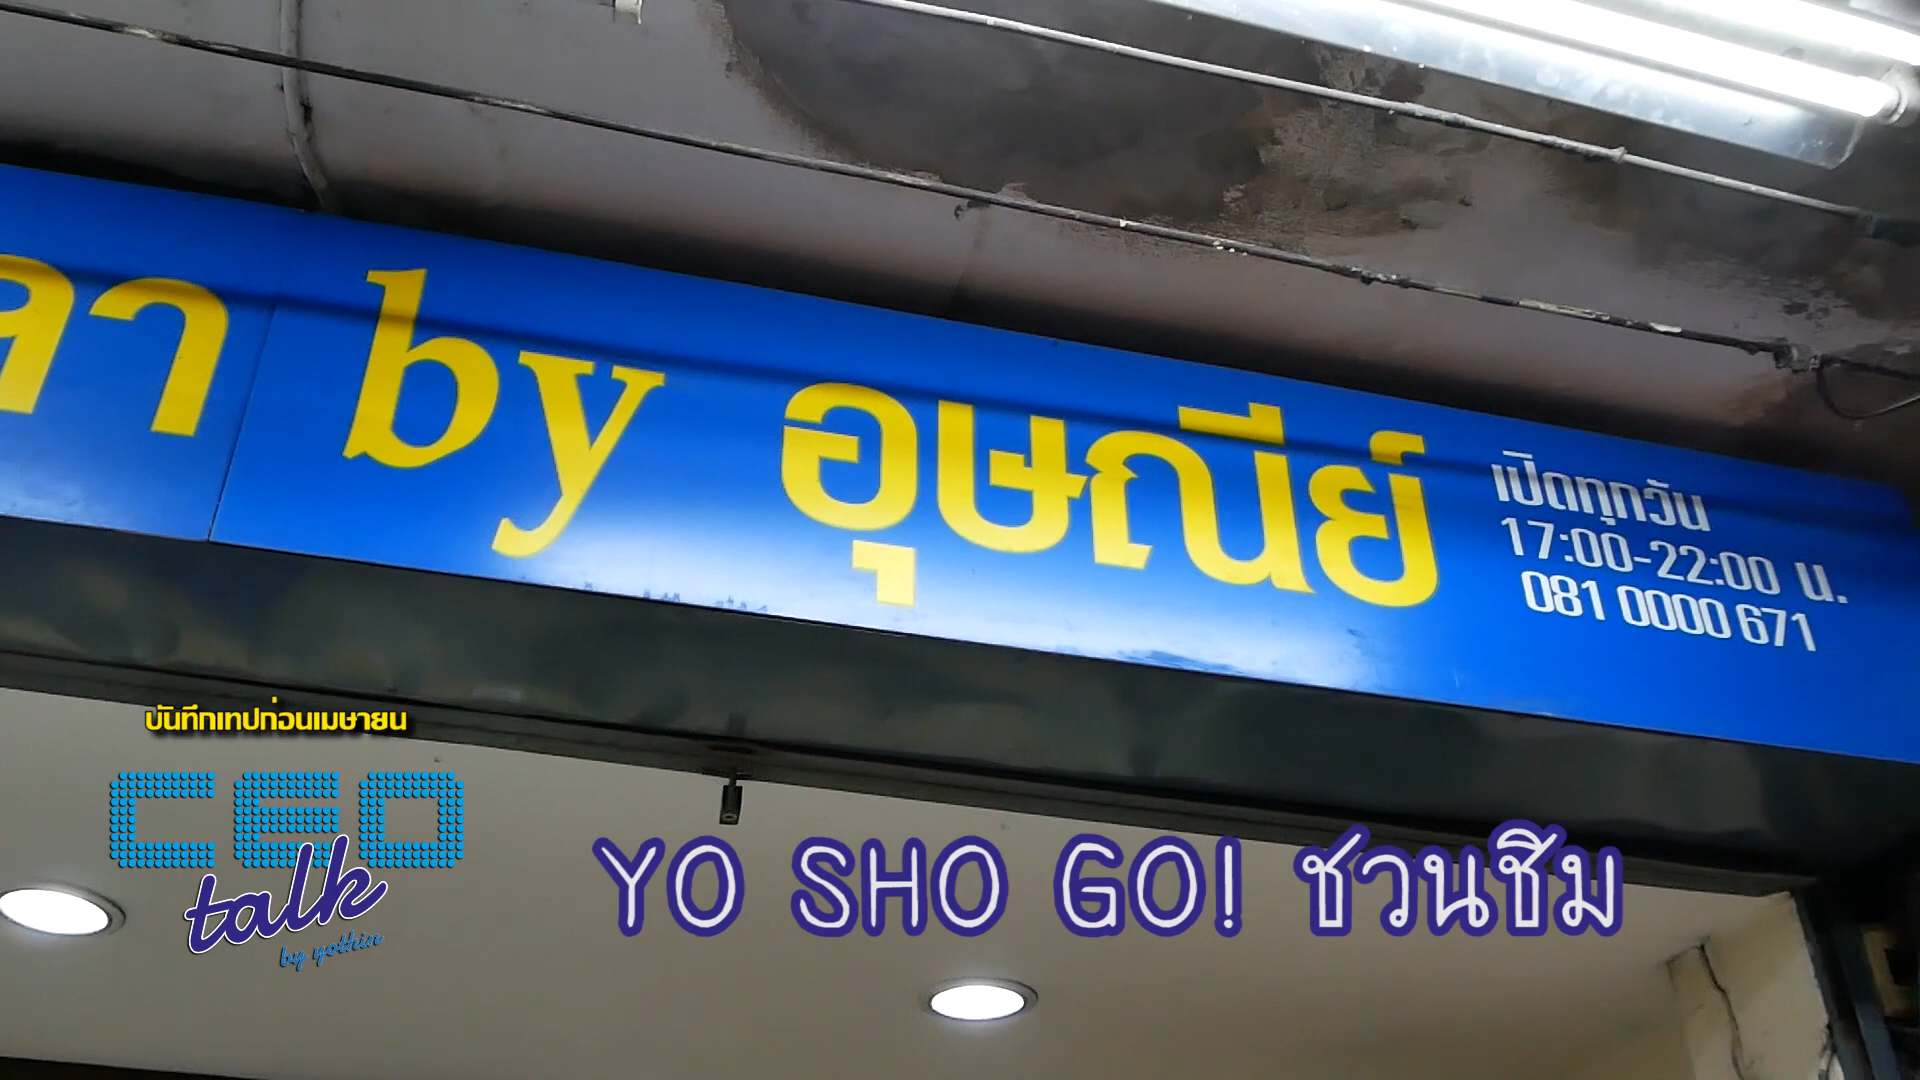 by อุษณีย์
เปิดทุกวัน
17:00-22:00 น.
081 0000 671
บันทึกเทปก่อนเมษายน
CEO
talk
by yothin
YO SHO GO! ชวนชิม